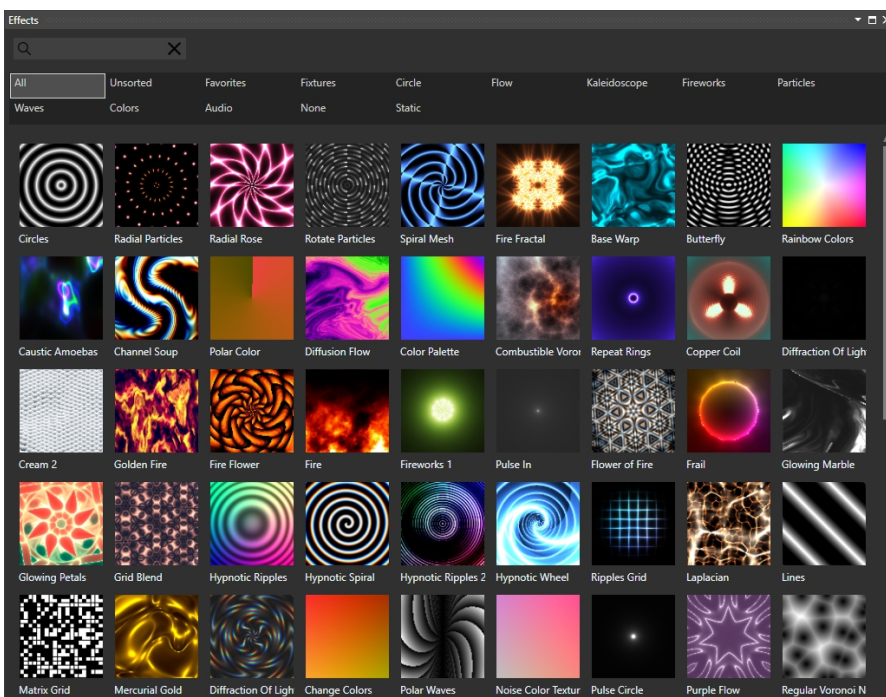 Effects
All Unsorted Favorites Fixtures Circle Flow Kaleidoscope Fireworks Particles
Waves Colors Audio None Static
Circles Radial Particles Radial Rose Rotate Particles Spiral Mesh Fire Fractal Base Warp Butterfly Rainbow Colors
Caustic Amoebas Channel Soup Polar Color Diffusion Flow Color Palette Combustible Voror Repeat Rings Copper Coil Diffraction Of Ligh
Cream 2 Golden Fire Fire Flower Fire Fireworks 1 Pulse In Flower of Fire Frail Glowing Marble
Glowing Petals Grid Blend Hypnotic Ripples Hypnotic Spiral Hypnotic Ripples 2 Hypnotic Wheel Ripples Grid Laplacian Lines
Matrix Grid Mercurial Gold Diffraction Of Ligh Change Colors Polar Waves Noise Color Textur Pulse Circle Purple Flow Regular Voronoi N